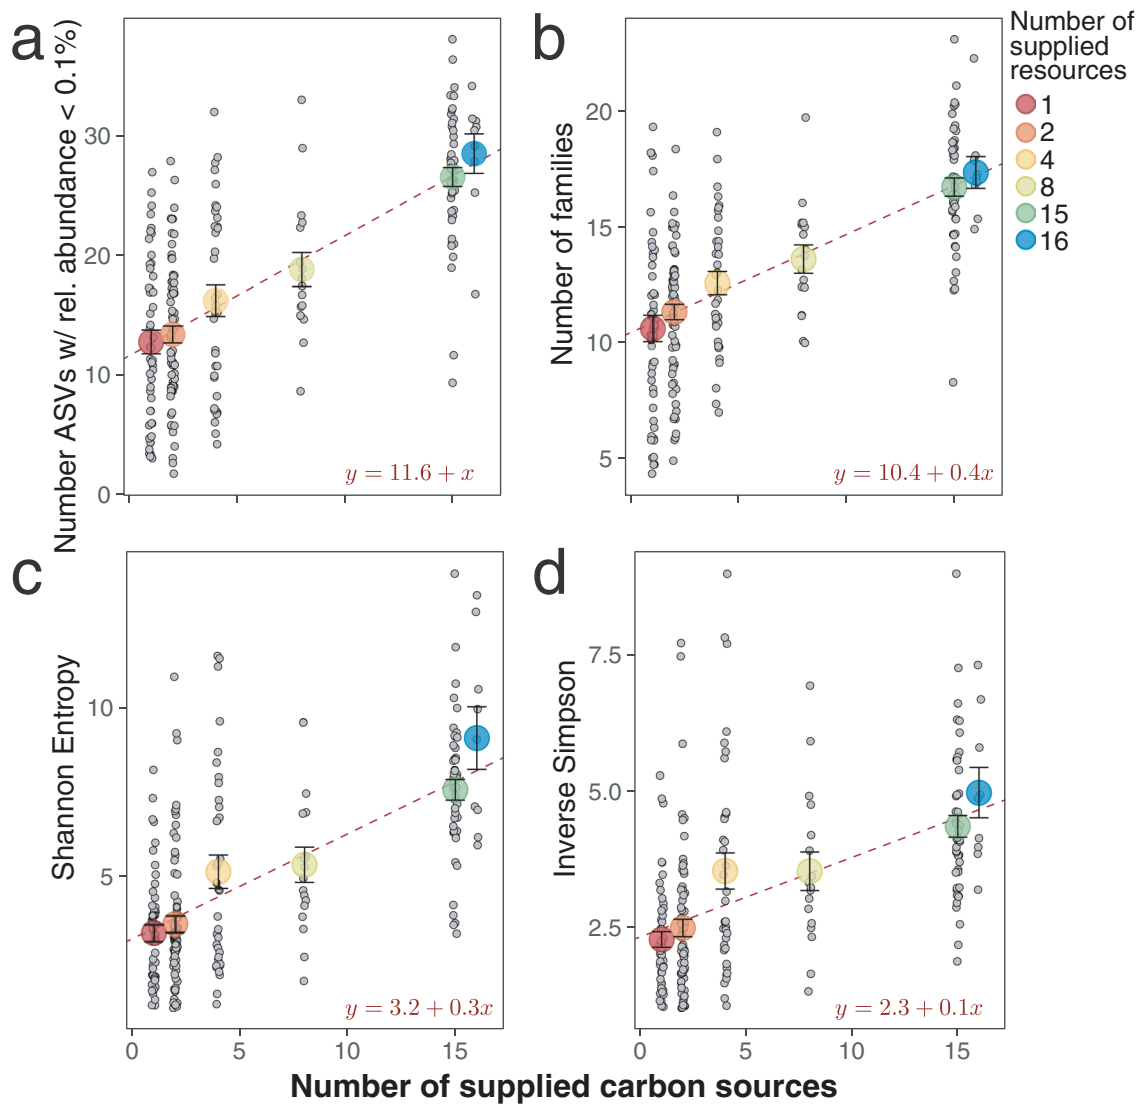 a
Number ASVs w/ rel. abundance < 0.1%)
30
20
10
0
y = 11.6 + x
b
Number of families
20
15
10
5
y = 10.4 + 0.4x
Number of
supplied
resources
1
2
4
8
15
16
c
Shannon Entropy
10
5
y = 3.2 + 0.3x
0
5
10
15
d
Inverse Simpson
7.5
5.0
2.5
y = 2.3 + 0.1x
0
5
10
15
Number of supplied carbon sources